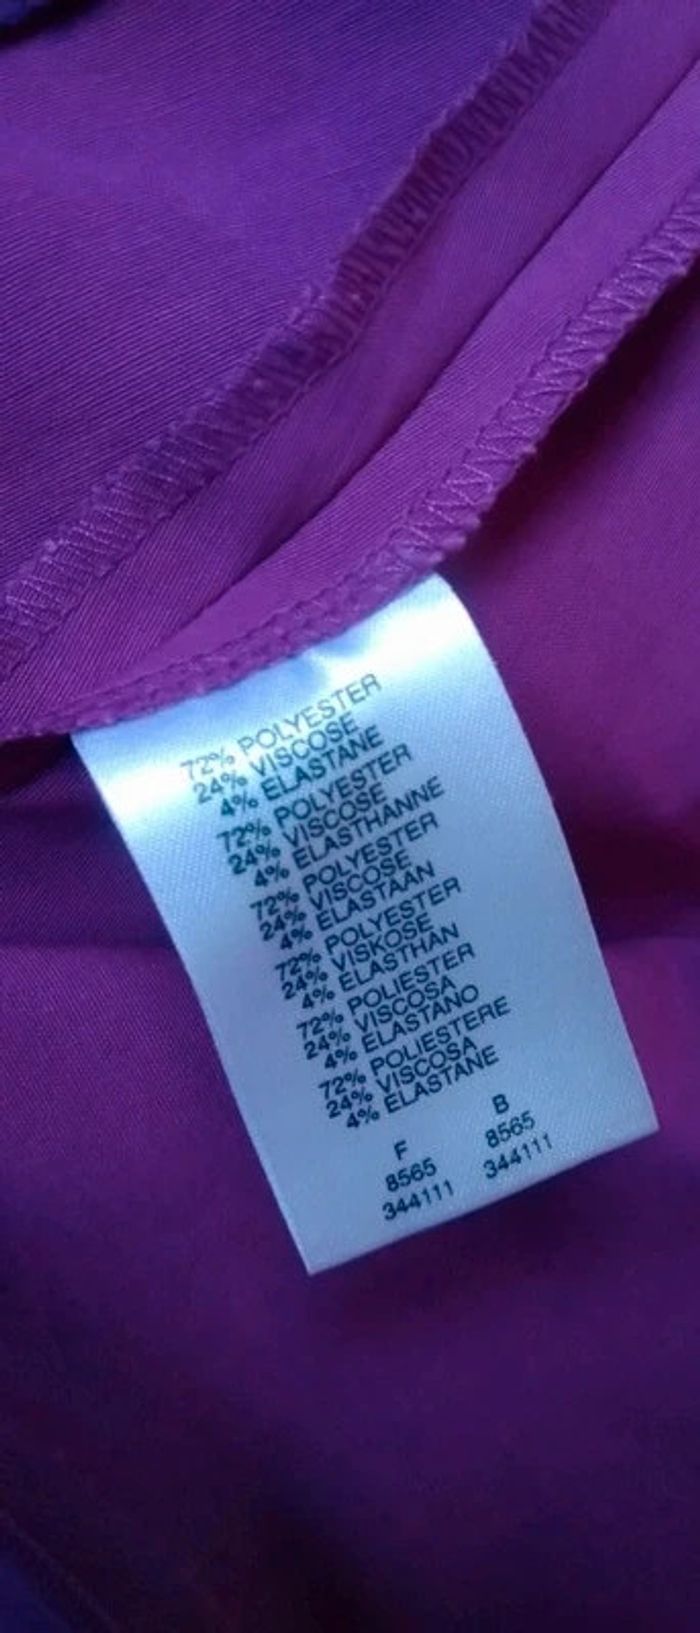 72% POLYESTER
24% VISCOSE
4% ELASTANE
72% POLYESTER
24% VISCOSE
4% ELASTHANNE
72% POLYESTER
24% VISCOSE
4% ELASTAAN
72% POLYESTER
24% VISKOSE
4% ELASTHAN
72% POLIESTER
24% VISCOSA
4% ELASTANO
72% POLIESTERE
24% VISCOSA
4% ELASTANE
F B
8565 8565
344111 344111